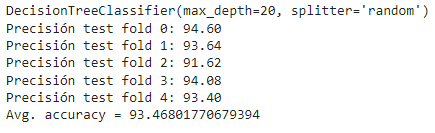 DecisionTreeClassifier(max_depth=20, splitter='random')
Precisión test fold 0: 94.60
Precisión test fold 1: 93.64
Precisión test fold 2: 91.62
Precisión test fold 3: 94.08
Precisión test fold 4: 93.40
Avg. accuracy = 93.46801770679394